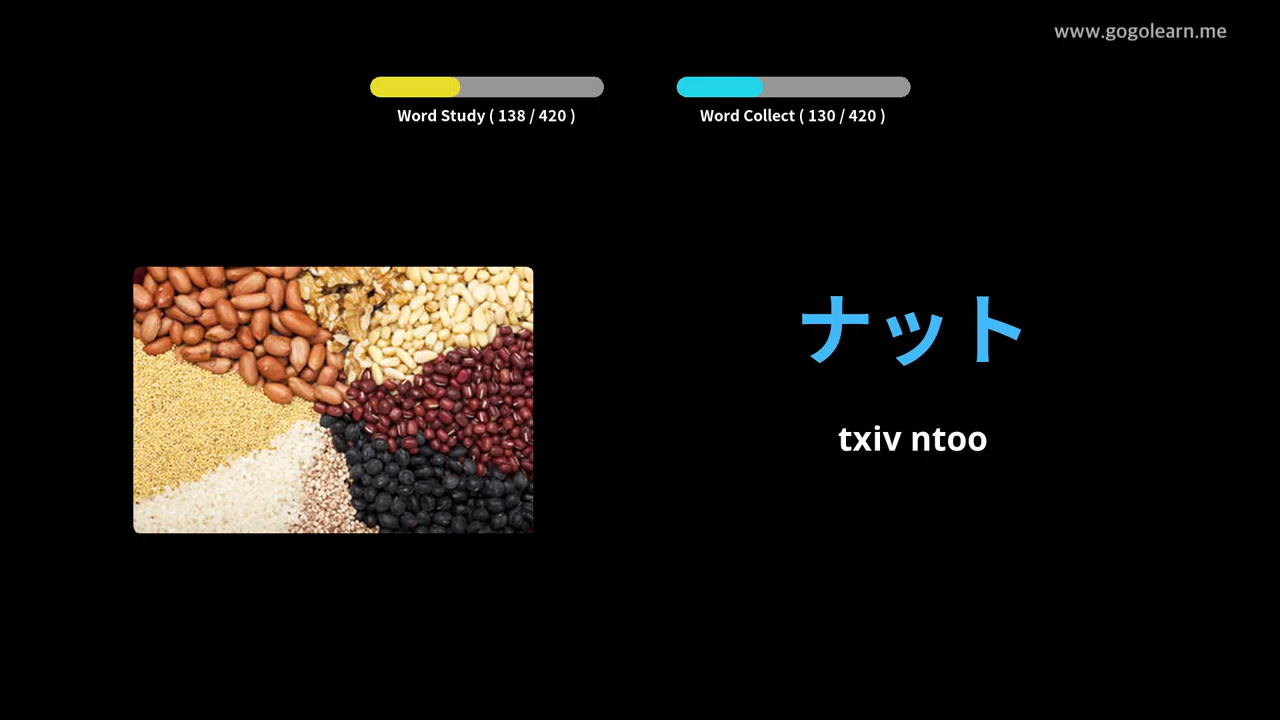 www.gogolearn.me
Word Study ( 138 / 420 )
Word Collect ( 130 / 420 )
ナット
txiv ntoo